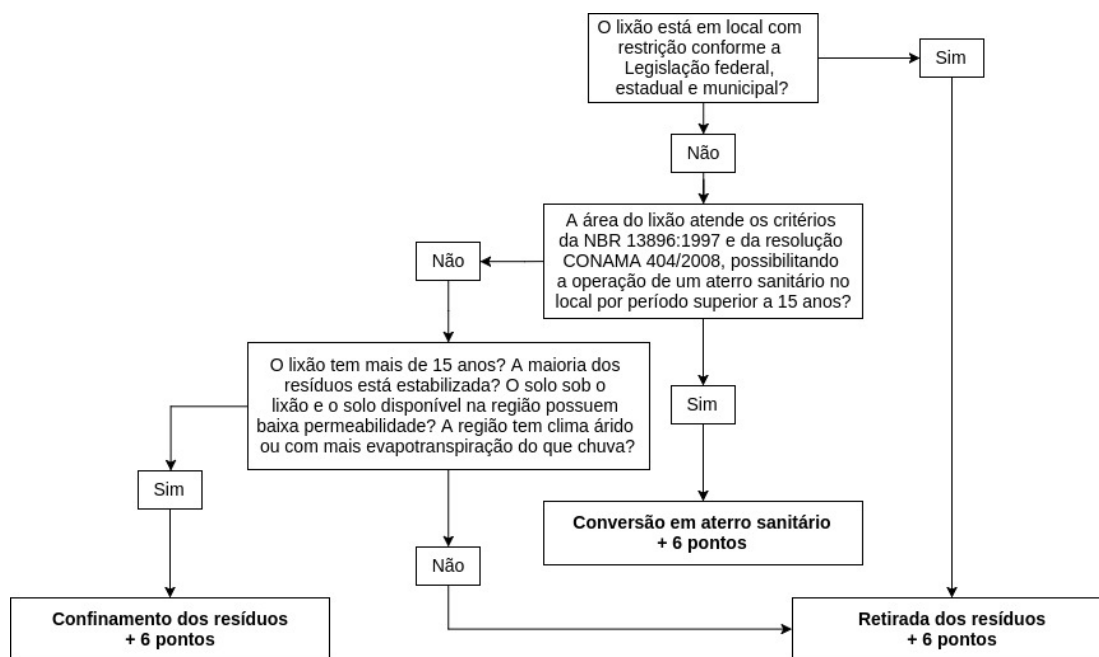 O lixão está em local com
restrição conforme a
Legislação federal,
estadual e municipal?
Sim
Não
A área do lixão atende os critérios
da NBR 13896:1997 e da resolução
CONAMA 404/2008, possibilitando
a operação de um aterro sanitário no
local por período superior a 15 anos?
Não
O lixão tem mais de 15 anos? A maioria dos
resíduos está estabilizada? O solo sob o
lixão e o solo disponível na região possuem
baixa permeabilidade? A região tem clima árido
ou com mais evapotranspiração do que chuva?
Sim
Sim
Conversão em aterro sanitário
+ 6 pontos
Não
Confinamento dos resíduos
+ 6 pontos
Retirada dos resíduos
+ 6 pontos